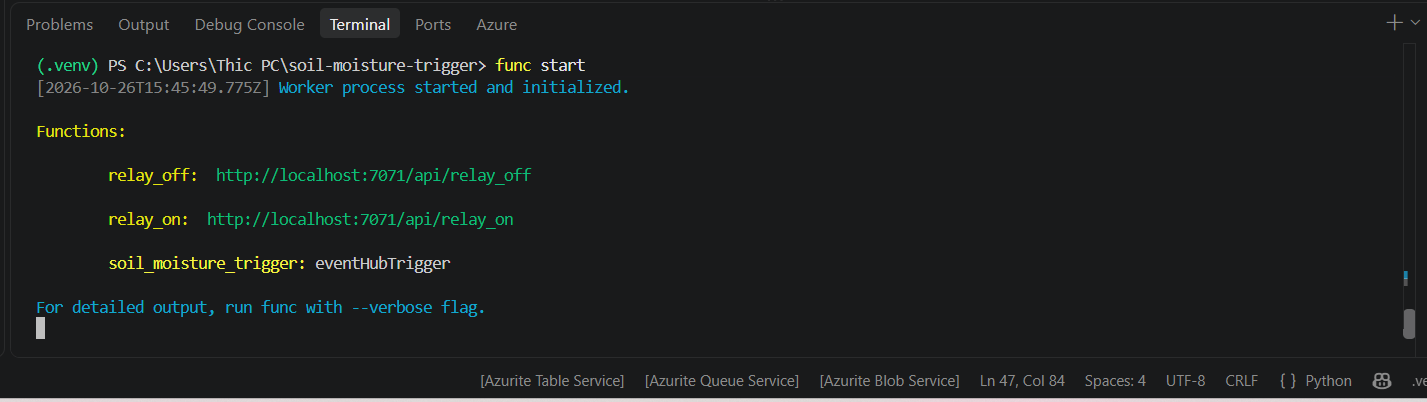 Problems Output Debug Console Terminal Ports Azure
(.venv) PS C:\Users\Thic PC\soil-moisture-trigger> func start
[2026-10-26T15:45:49.775Z] Worker process started and initialized.
Functions:
relay_off: http://localhost:7071/api/relay_off
relay_on: http://localhost:7071/api/relay_on
soil_moisture_trigger: eventHubTrigger
For detailed output, run func with --verbose flag.
[Azurite Table Service] [Azurite Queue Service] [Azurite Blob Service] Ln 47, Col 84 Spaces: 4 UTF-8 CRLF { } Python .ve